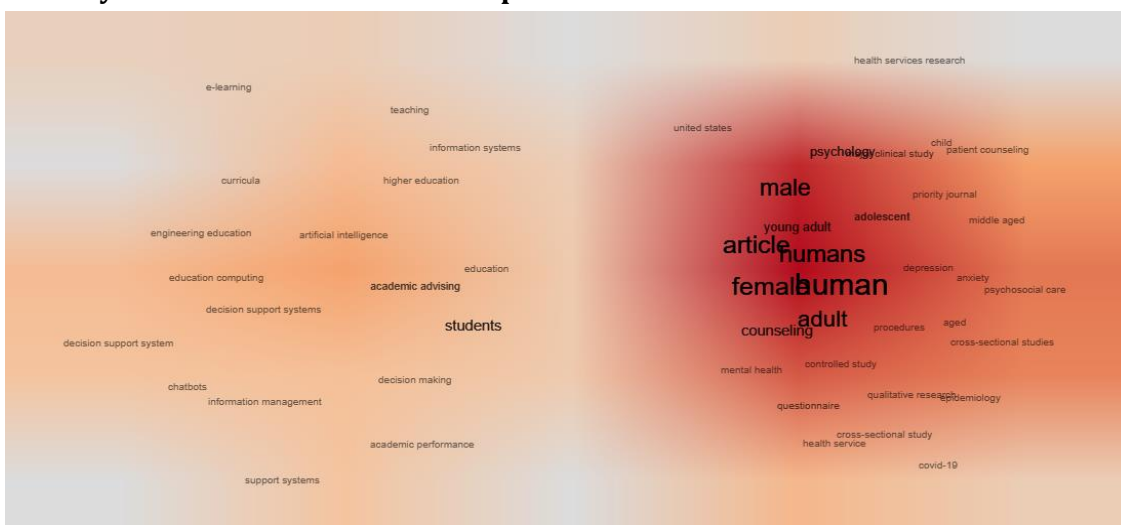 health services research
e-learning
teaching
united states
child
information systems
psychology
clinical study
patient counseling
curricula
higher education
male
priority journal
adolescent
middle aged
young adult
engineering education
artificial intelligence
article
humans
education
depression
education computing
anxiety
academic advising
female
human
psychosocial care
decision support systems
students
adult
aged
counseling
procedures
decision support system
cross-sectional studies
controlled study
mental health
decision making
chatbots
qualitative research
epidemiology
information management
questionnaire
cross-sectional study
academic performance
health service
covid-19
support systems